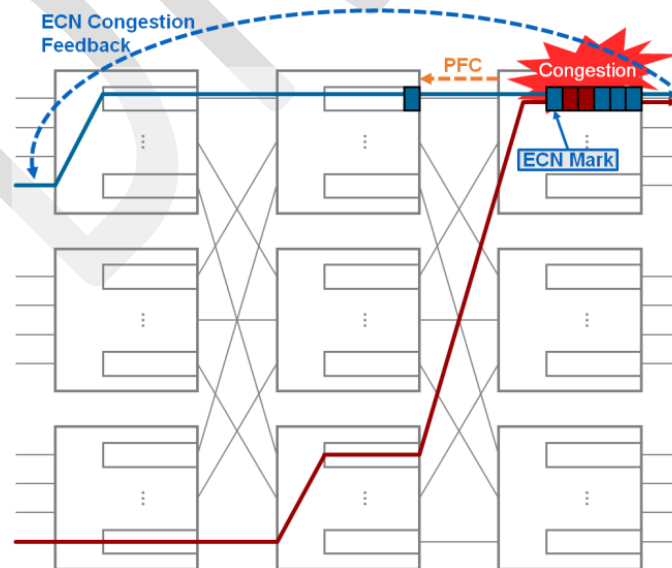 ECN Congestion
Feedback
PFC
Congestion
ECN Mark